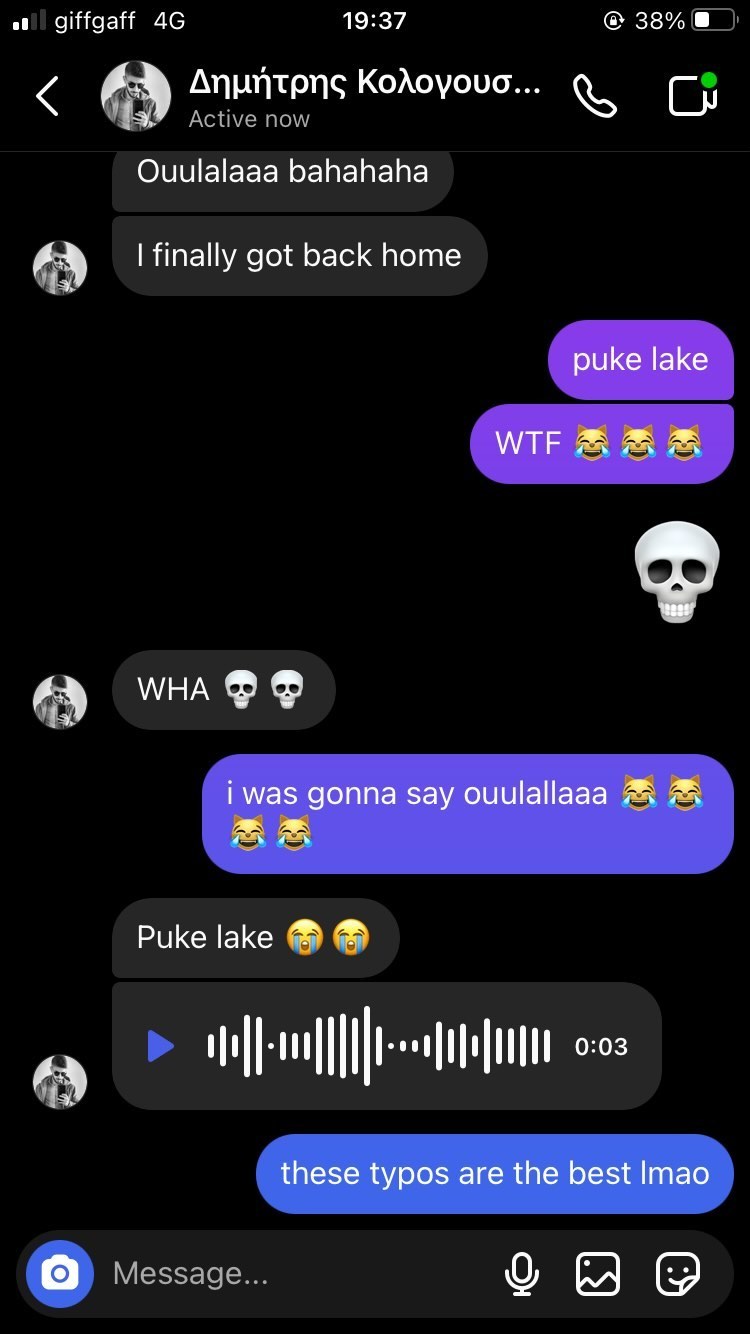 giffgaff 4G 19:37 38%
Δημήτρης Κολογουσ...
Active now
Ouulalaaa bahahaha
I finally got back home
puke lake
WTF 😹 😹 😹
💀
WHA 💀 💀
i was gonna say ouulallaaa 😹 😹
😹 😹
Puke lake 😭 😭
0:03
these typos are the best lmao
Message...